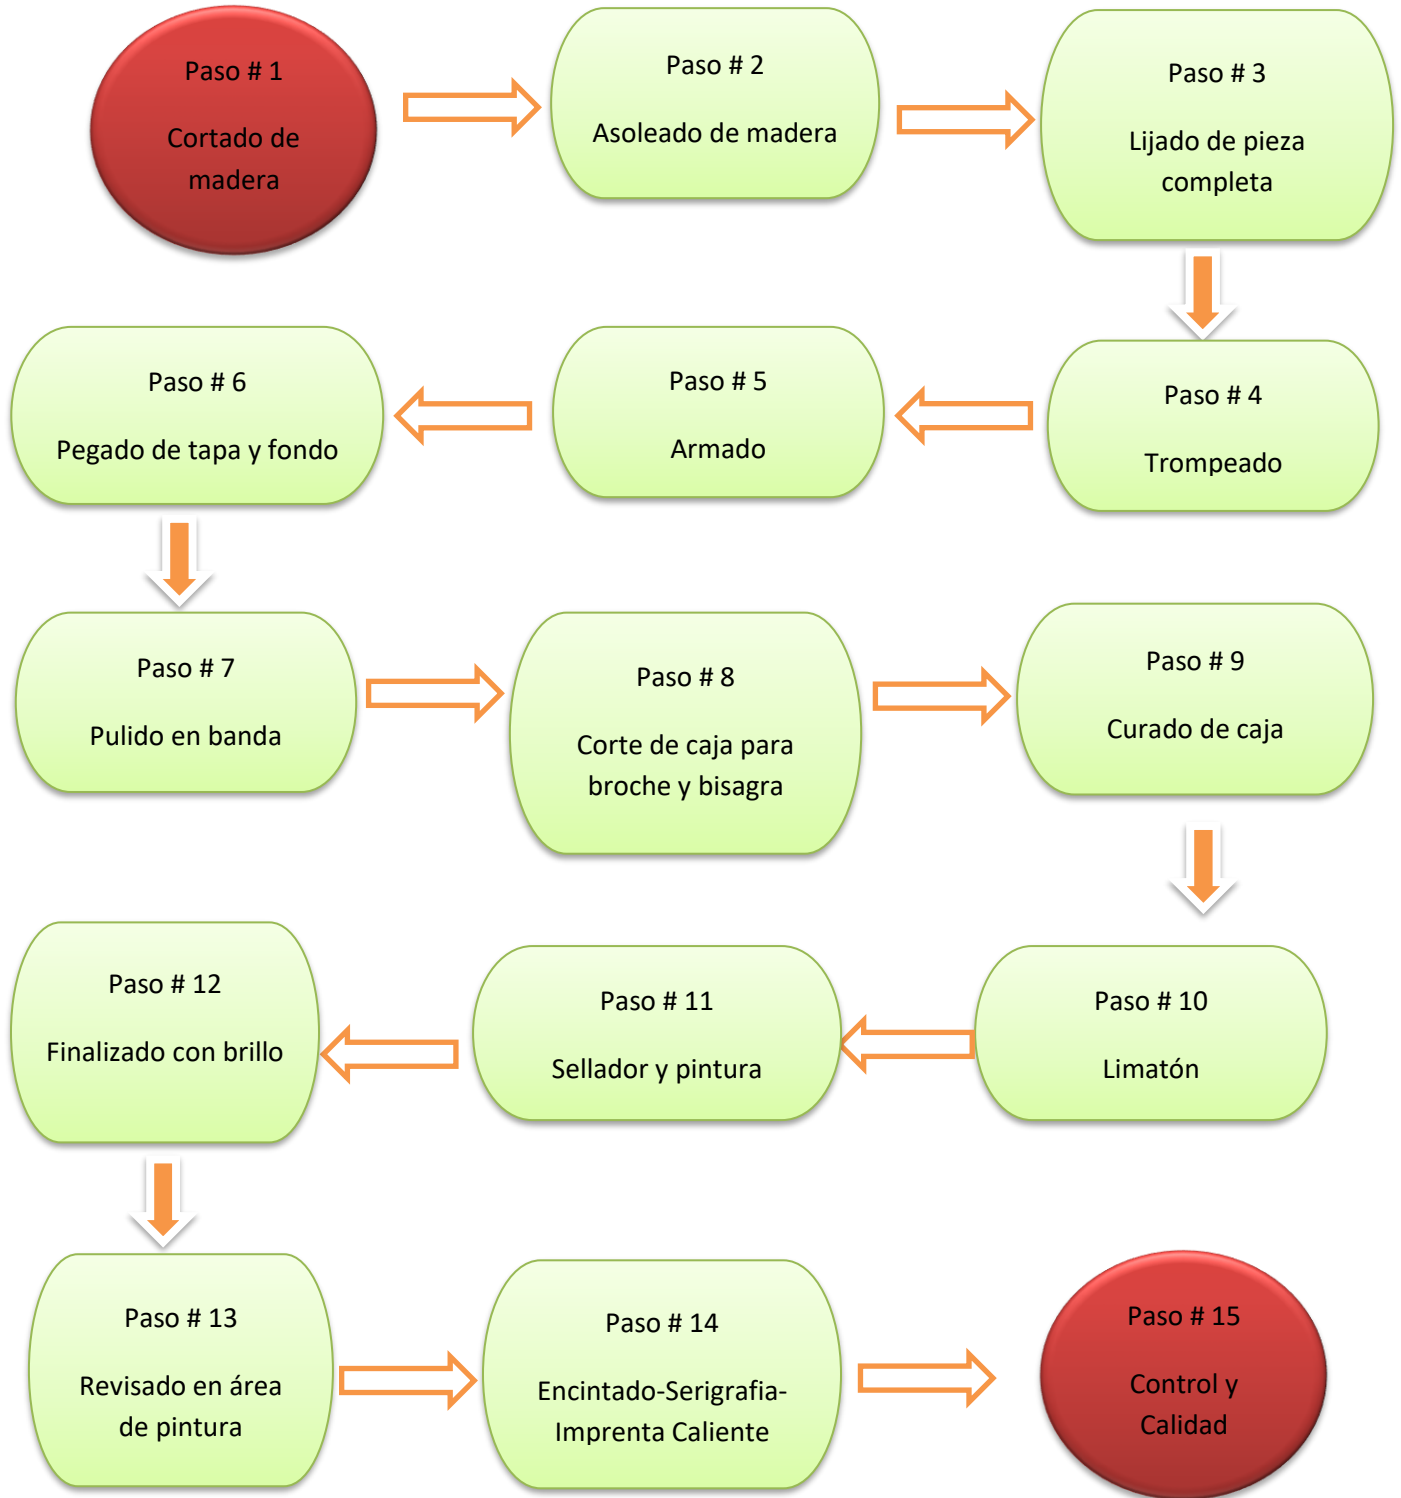 Paso # 1
Cortado de
madera
Paso # 2
Asoleado de madera
Paso # 3
Lijado de pieza
completa
Paso # 4
Trompeado
Paso # 5
Armado
Paso # 6
Pegado de tapa y fondo
Paso # 7
Pulido en banda
Paso # 8
Corte de caja para
broche y bisagra
Paso # 9
Curado de caja
Paso # 10
Limatón
Paso # 11
Sellador y pintura
Paso # 12
Finalizado con brillo
Paso # 13
Revisado en área
de pintura
Paso # 14
Encintado-Serigrafia-
Imprenta Caliente
Paso # 15
Control y
Calidad